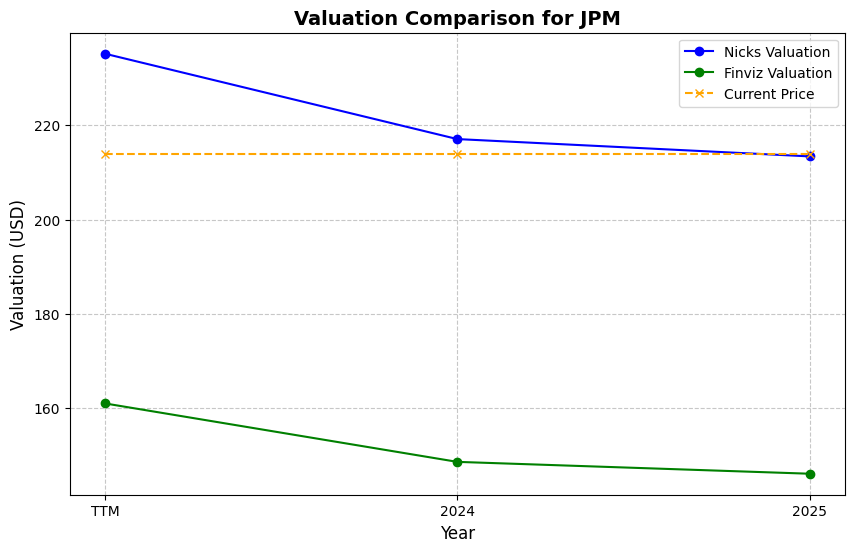 Valuation Comparison for JPM
Nicks Valuation
Finviz Valuation
Current Price
Valuation (USD)
220
200
180
160
TTM
2024
2025
Year